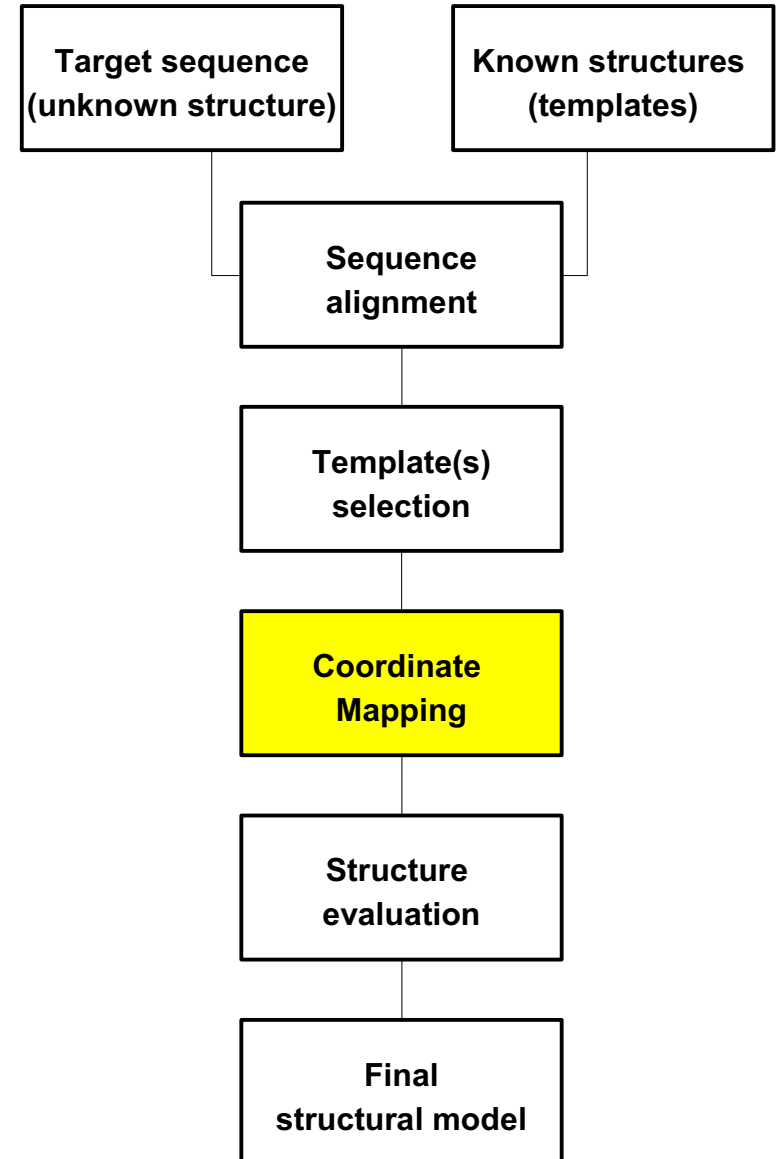 Target sequence
(unknown structure)
Known structures
(templates)
Sequence
alignment
Template(s)
selection
Coordinate
Mapping
Structure
evaluation
Final
structural model